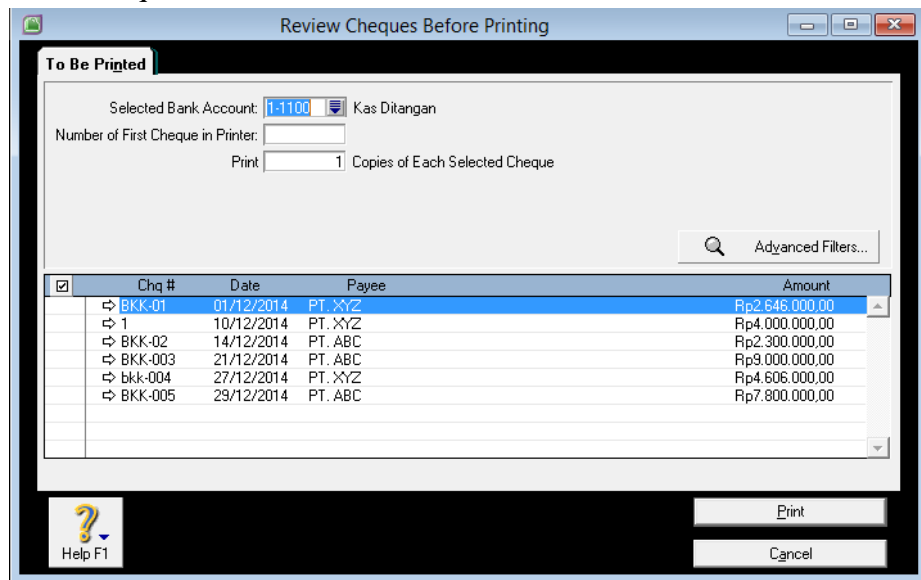 Review Cheques Before Printing
To Be Printed
Selected Bank Account: 1-1100 Kas Ditangan
Number of First Cheque in Printer:
Print 1 Copies of Each Selected Cheque
Advanced Filters...
Chq # Date Payee Amount
BKK-01 01/12/2014 PT. XYZ Rp2.646.000,00
1 10/12/2014 PT. XYZ Rp4.000.000,00
BKK-02 14/12/2014 PT. ABC Rp2.300.000,00
BKK-003 21/12/2014 PT. ABC Rp9.000.000,00
bkk-004 27/12/2014 PT. XYZ Rp4.606.000,00
BKK-005 29/12/2014 PT. ABC Rp7.800.000,00
Print
Help F1
Cancel